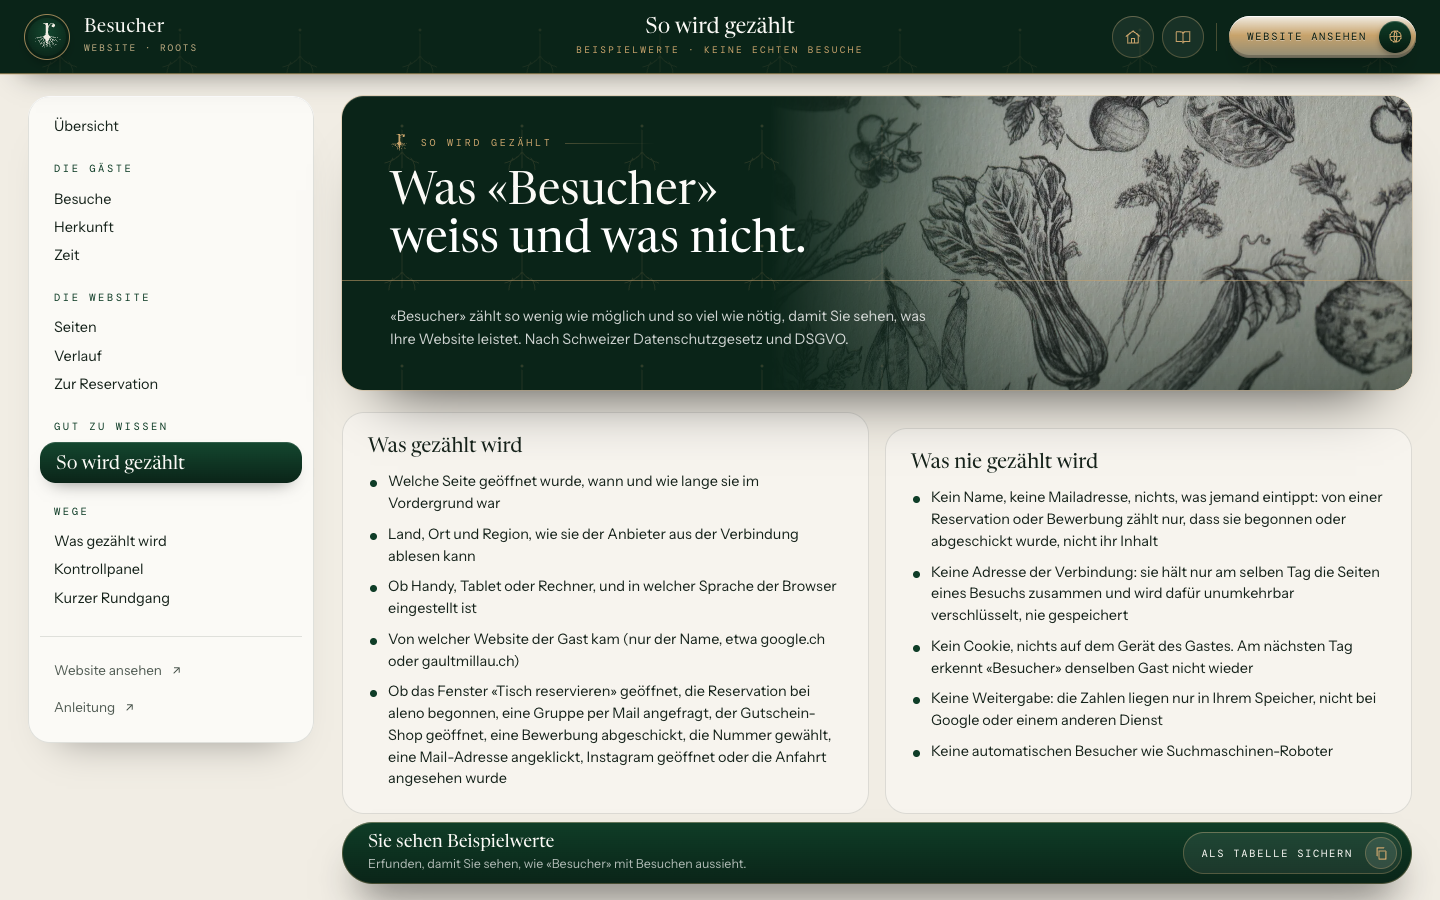 Besucher
WEBSITE · ROOTS
So wird gezählt
BEISPIELWERTE · KEINE ECHTEN BESUCHE
WEBSITE ANSEHEN
Übersicht
DIE GÄSTE
Besuche
Herkunft
Zeit
DIE WEBSITE
Seiten
Verlauf
Zur Reservation
GUT ZU WISSEN
So wird gezählt
WEGE
Was gezählt wird
Kontrollpanel
Kurzer Rundgang
Website ansehen
Anleitung
SO WIRD GEZÄHLT
Was «Besucher»
weiss und was nicht.
«Besucher» zählt so wenig wie möglich und so viel wie nötig, damit Sie sehen, was
Ihre Website leistet. Nach Schweizer Datenschutzgesetz und DSGVO.
Was gezählt wird
Welche Seite geöffnet wurde, wann und wie lange sie im
Vordergrund war
Land, Ort und Region, wie sie der Anbieter aus der Verbindung
ablesen kann
Ob Handy, Tablet oder Rechner, und in welcher Sprache der Browser
eingestellt ist
Von welcher Website der Gast kam (nur der Name, etwa google.ch
oder gaultmillau.ch)
Ob das Fenster «Tisch reservieren» geöffnet, die Reservation bei
aleno begonnen, eine Gruppe per Mail angefragt, der Gutschein-
Shop geöffnet, eine Bewerbung abgeschickt, die Nummer gewählt,
eine Mail-Adresse angeklickt, Instagram geöffnet oder die Anfahrt
angesehen wurde
Was nie gezählt wird
Kein Name, keine Mailadresse, nichts, was jemand eintippt: von einer
Reservation oder Bewerbung zählt nur, dass sie begonnen oder
abgeschickt wurde, nicht ihr Inhalt
Keine Adresse der Verbindung: sie hält nur am selben Tag die Seiten
eines Besuchs zusammen und wird dafür unumkehrbar
verschlüsselt, nie gespeichert
Kein Cookie, nichts auf dem Gerät des Gastes. Am nächsten Tag
erkennt «Besucher» denselben Gast nicht wieder
Keine Weitergabe: die Zahlen liegen nur in Ihrem Speicher, nicht bei
Google oder einem anderen Dienst
Keine automatischen Besucher wie Suchmaschinen-Roboter
Sie sehen Beispielwerte
Erfunden, damit Sie sehen, wie «Besucher» mit Besuchen aussieht.
ALS TABELLE SICHERN